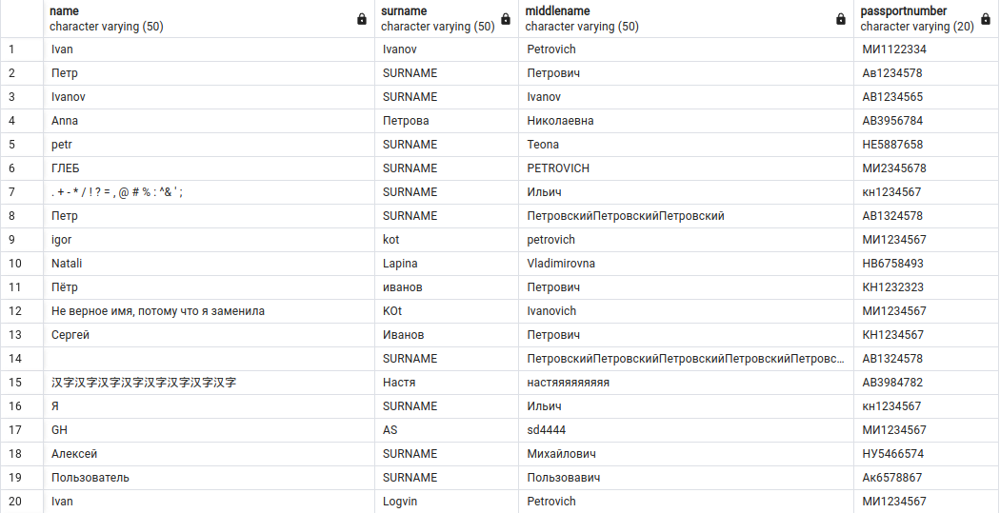 name surname middlename passportnumber
character varying (50) character varying (50) character varying (50) character varying (20)
1 Ivan Ivanov Petrovich МИ1122334
2 Петр SURNAME Петрович Ав1234578
3 Ivanov SURNAME Ivanov АВ1234565
4 Anna Петрова Николаевна АВ3956784
5 petr SURNAME Teona НЕ5887658
6 ГЛЕБ SURNAME PETROVICH МИ2345678
7 . + - * / ! ? = , @ # % : ^& ' ; SURNAME Ильич кн1234567
8 Петр SURNAME ПетровскийПетровскийПетровский АВ1324578
9 igor kot petrovich МИ1234567
10 Natali Lapina Vladimirovna НВ6758493
11 Пётр иванов Петрович КН1232323
12 Не верное имя, потому что я заменила KOt Ivanovich МИ1234567
13 Сергей Иванов Петрович КН1234567
14 SURNAME ПетровскийПетровскийПетровскийПетровскийПетровс... АВ1324578
15 汉字汉字汉字汉字汉字汉字汉字汉字 Настя настяяяяяяяяя АВ3984782
16 Я SURNAME Ильич кн1234567
17 GH AS sd4444 МИ1234567
18 Алексей SURNAME Михайлович НУ5466574
19 Пользователь SURNAME Пользовавич Ак6578867
20 Ivan Logvin Petrovich МИ1234567